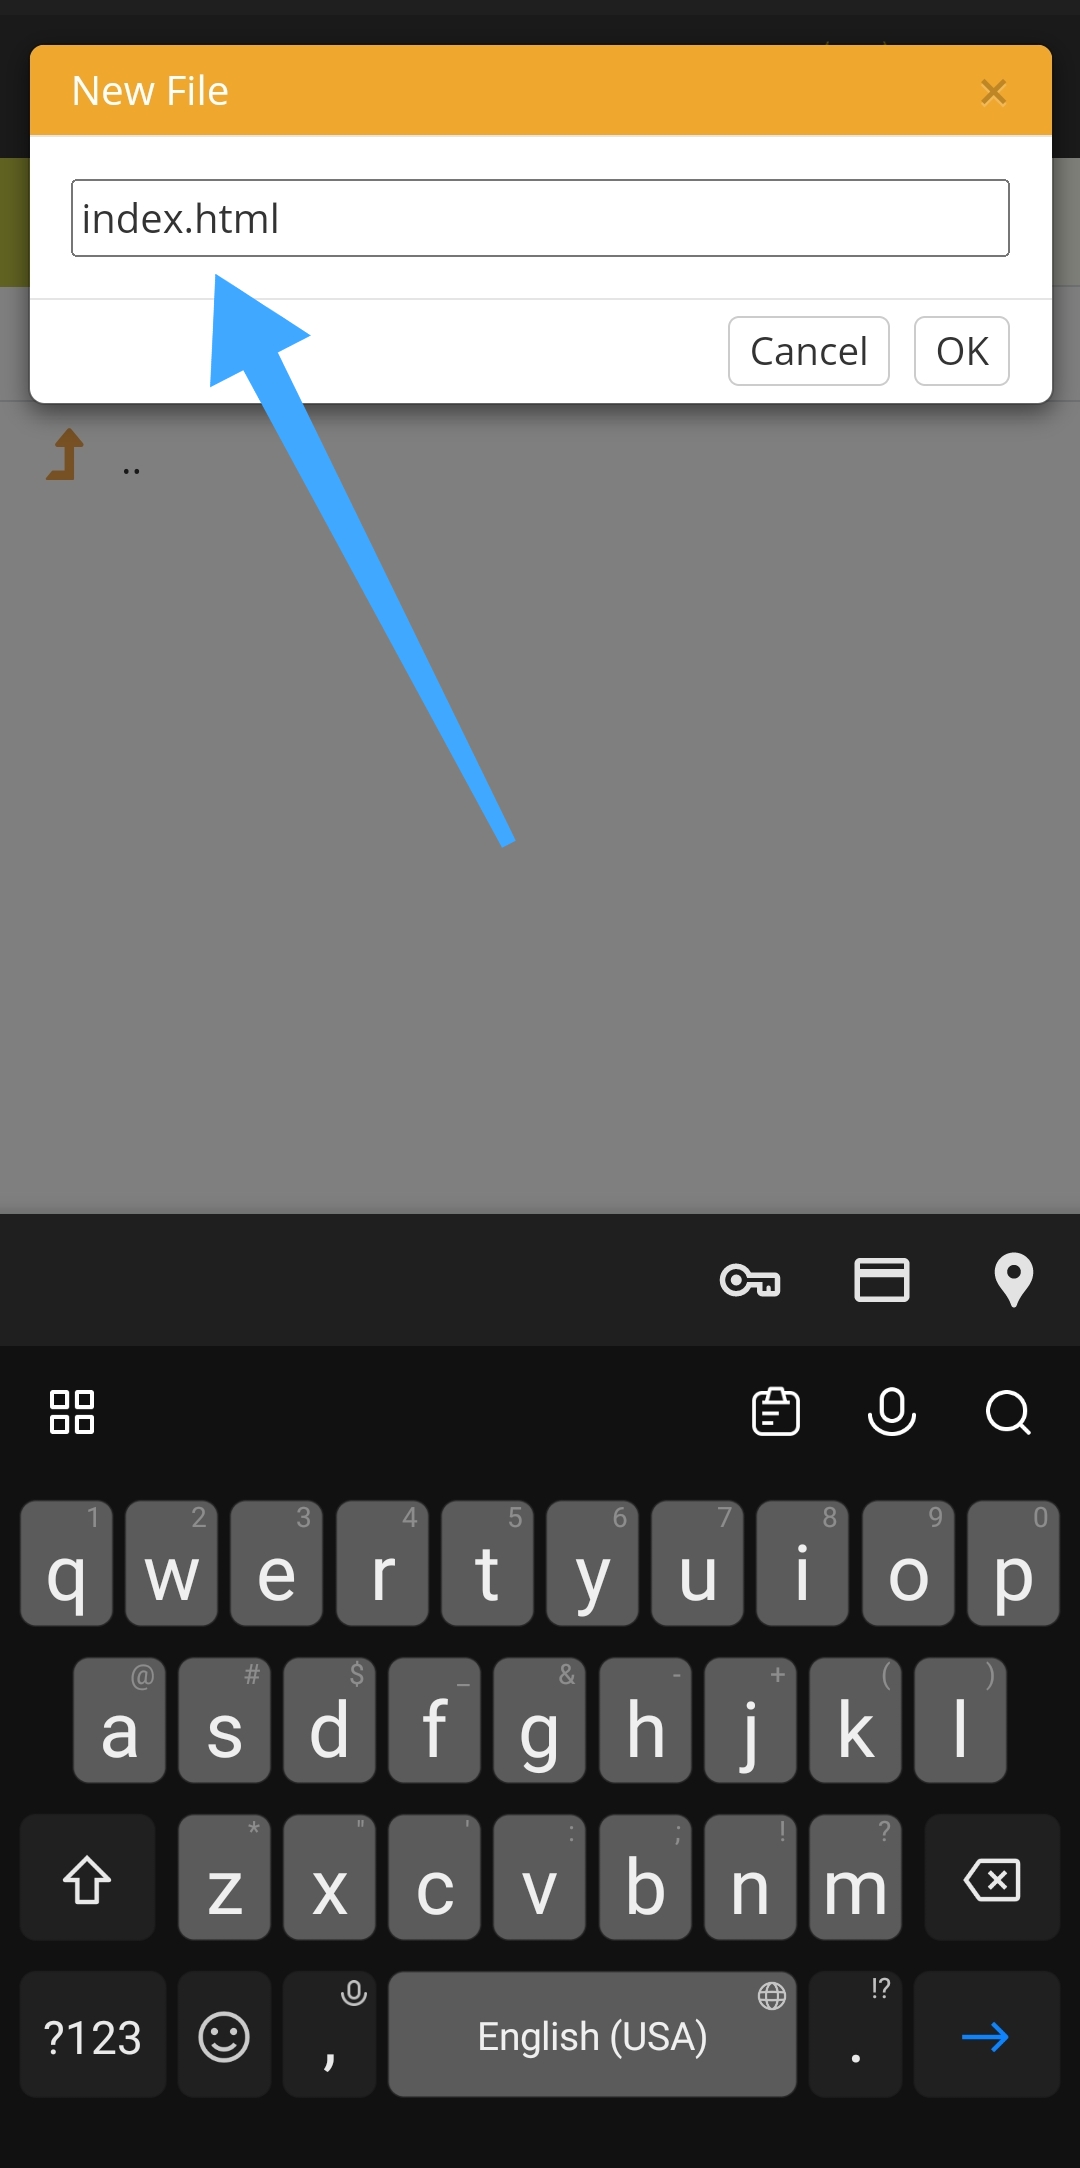 New File
×
index.html
Cancel
OK
..
1 2 3 4 5 6 7 8 9 0
q w e r t y u i o p
@ # $ _ & - + ( )
a s d f g h j k l
* " ' : ; ! ?
z x c v b n m
!?
?123 , English (USA) .